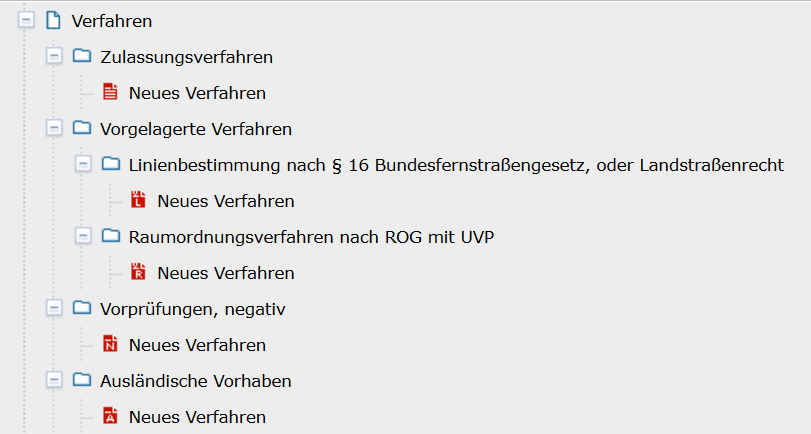 Verfahren
Zulassungsverfahren
Neues Verfahren
Vorgelagerte Verfahren
Linienbestimmung nach § 16 Bundesfernstraßengesetz, oder Landstraßenrecht
Neues Verfahren
Raumordnungsverfahren nach ROG mit UVP
Neues Verfahren
Vorprüfungen, negativ
Neues Verfahren
Ausländische Vorhaben
Neues Verfahren